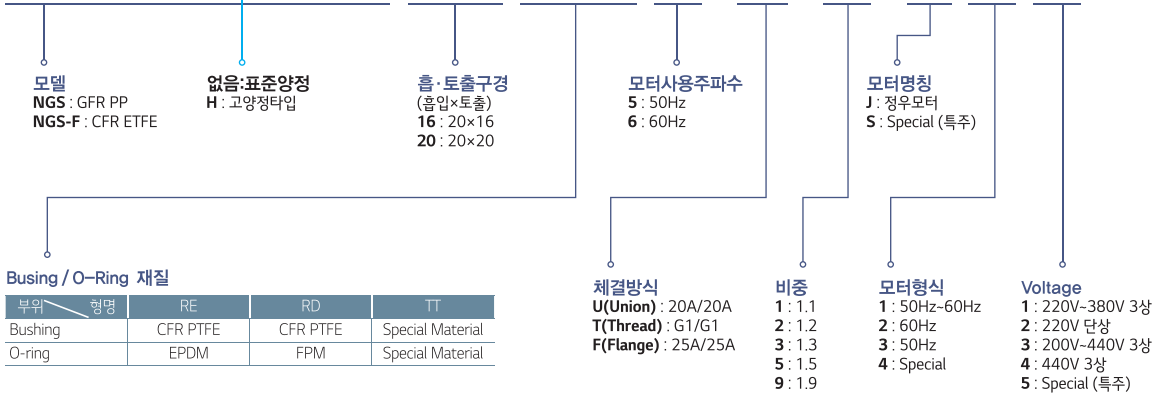 모델
NGS : GFR PP
NGS-F : CFR ETFE
없음:표준양정
H : 고양정타입
흡·토출구경
(흡입×토출)
16 : 20×16
20 : 20×20
모터사용주파수
5 : 50Hz
6 : 60Hz
모터명칭
J : 정우모터
S : Special (특주)
Busing / O-Ring 재질
부위 형명 RE RD TT
Bushing CFR PTFE CFR PTFE Special Material
O-ring EPDM FPM Special Material
체결방식
U(Union) : 20A/20A
T(Thread) : G1/G1
F(Flange) : 25A/25A
비중
1 : 1.1
2 : 1.2
3 : 1.3
5 : 1.5
9 : 1.9
모터형식
1 : 50Hz~60Hz
2 : 60Hz
3 : 50Hz
4 : Special
Voltage
1 : 220V~380V 3상
2 : 220V 단상
3 : 200V~440V 3상
4 : 440V 3상
5 : Special (특주)